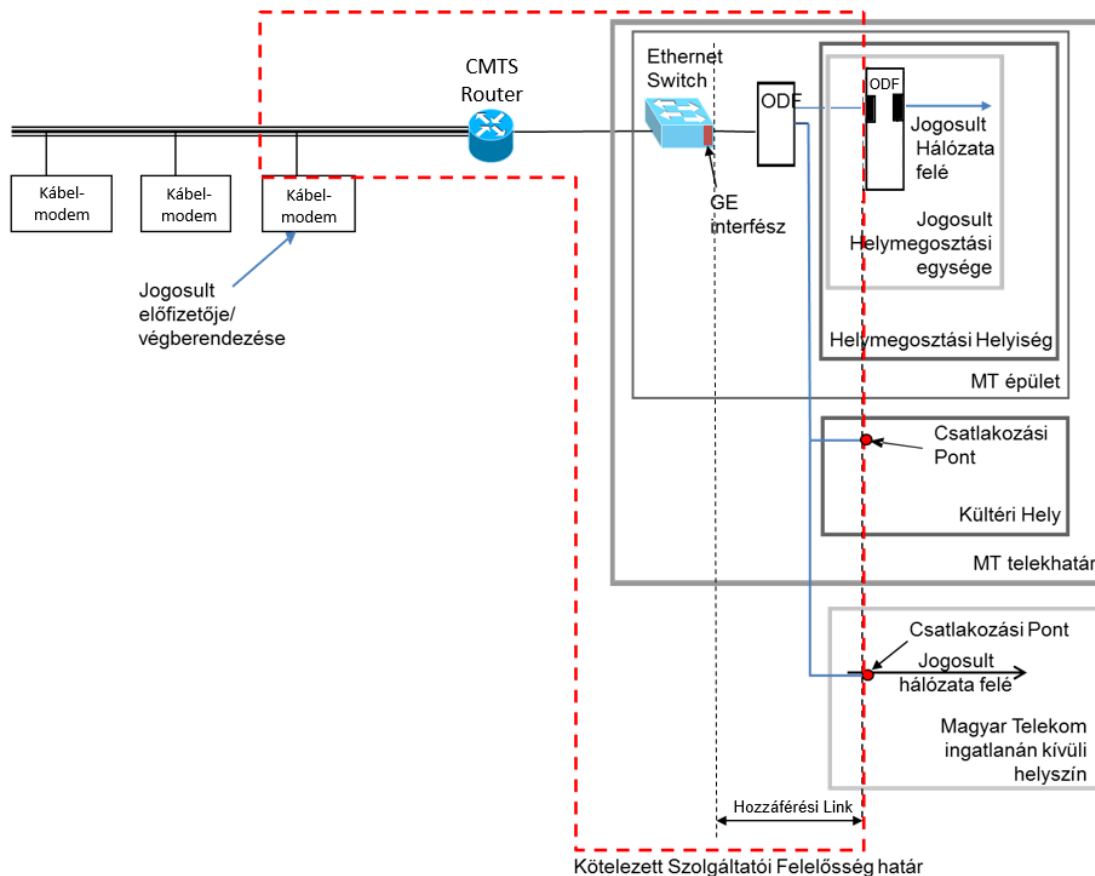 CMTS
Router
Ethernet
Switch
ODF
ODF
Jogosult
Hálózata
felé
GE
interfész
Jogosult
Helymegosztási
egysége
Helymegosztási Helyiség
MT épület
Kábel-
modem
Kábel-
modem
Kábel-
modem
Jogosult
előfizetője/
végberendezése
Csatlakozási
Pont
Kültéri Hely
MT telekhatár
Csatlakozási Pont
Jogosult
hálózata felé
Magyar Telekom
ingatlanán kívüli
helyszín
Hozzáférési Link
Kötelezett Szolgáltatói Felelősség határ